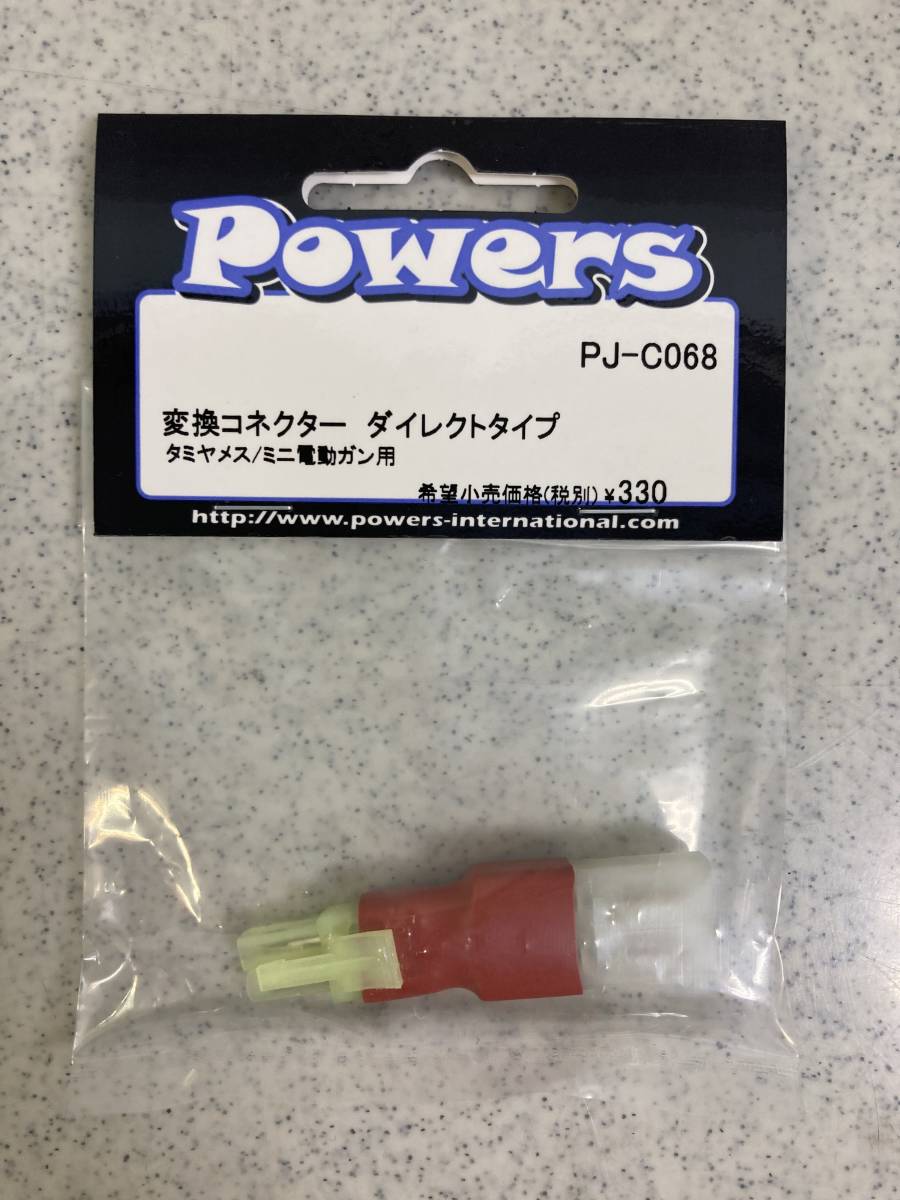 Powers
PJ-C068
変換コネクター ダイレクトタイプ
タミヤメス/ミニ電動ガン用
希望小売価格(税別)¥330
http://www.powers-international.com